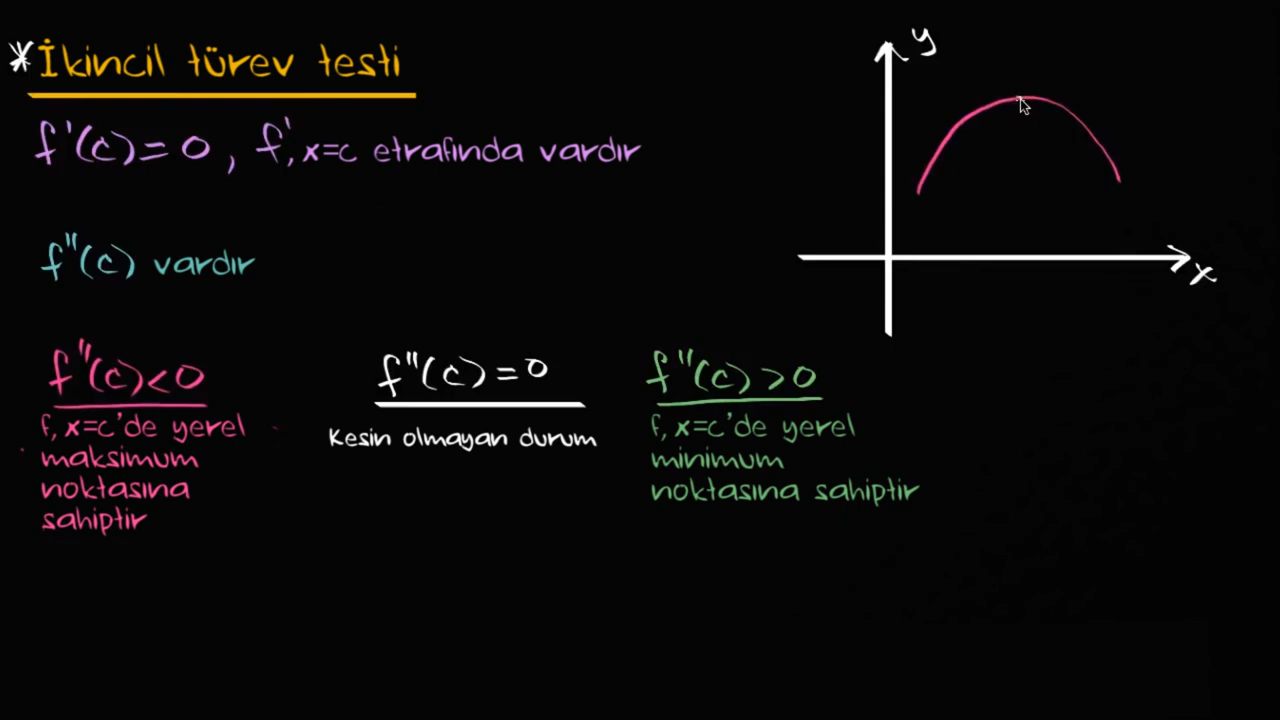 *İkincil türev testi
f'(c)=0, f', x=c etrafında vardır
f''(c) vardır
f''(c)<0
f, x=c'de yerel
maksimum
noktasına
sahiptir
f''(c)=0
Kesin olmayan durum
f''(c)>0
f, x=c'de yerel
minimum
noktasına sahiptir
y
x